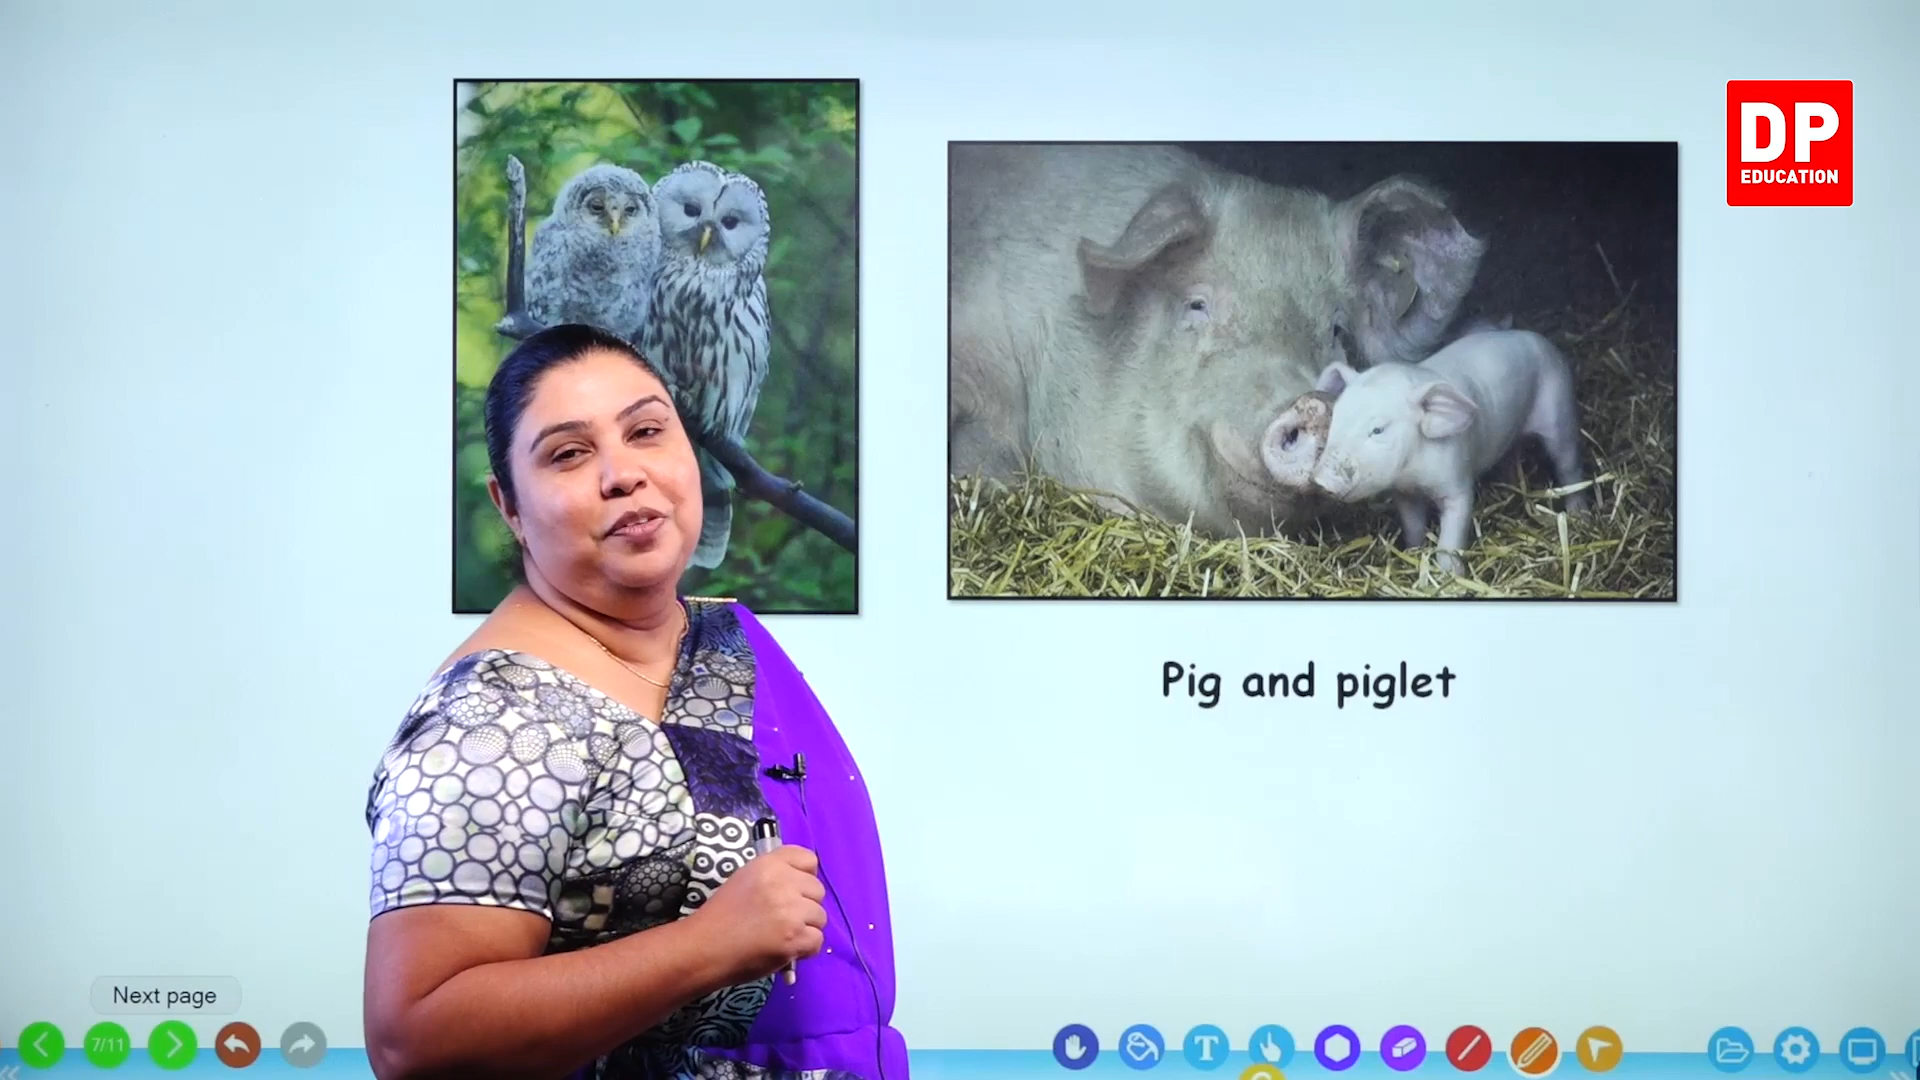 DP
EDUCATION
Pig and piglet
Next page
7/11
T